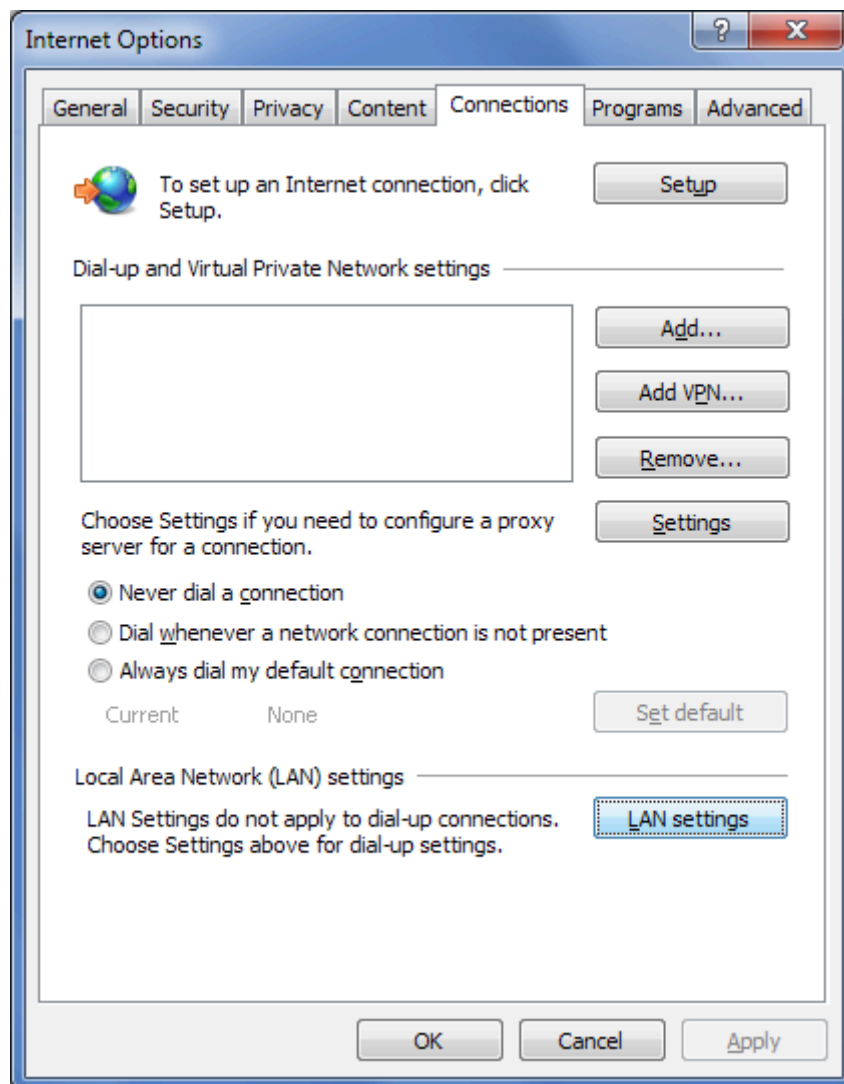 Internet Options
?
X
General Security Privacy Content Connections Programs Advanced
To set up an Internet connection, click
Setup.
Setup
Dial-up and Virtual Private Network settings
Add...
Add VPN...
Remove...
Choose Settings if you need to configure a proxy
server for a connection.
Settings
Never dial a connection
Dial whenever a network connection is not present
Always dial my default connection
Current None
Set default
Local Area Network (LAN) settings
LAN Settings do not apply to dial-up connections.
Choose Settings above for dial-up settings.
LAN settings
OK Cancel Apply